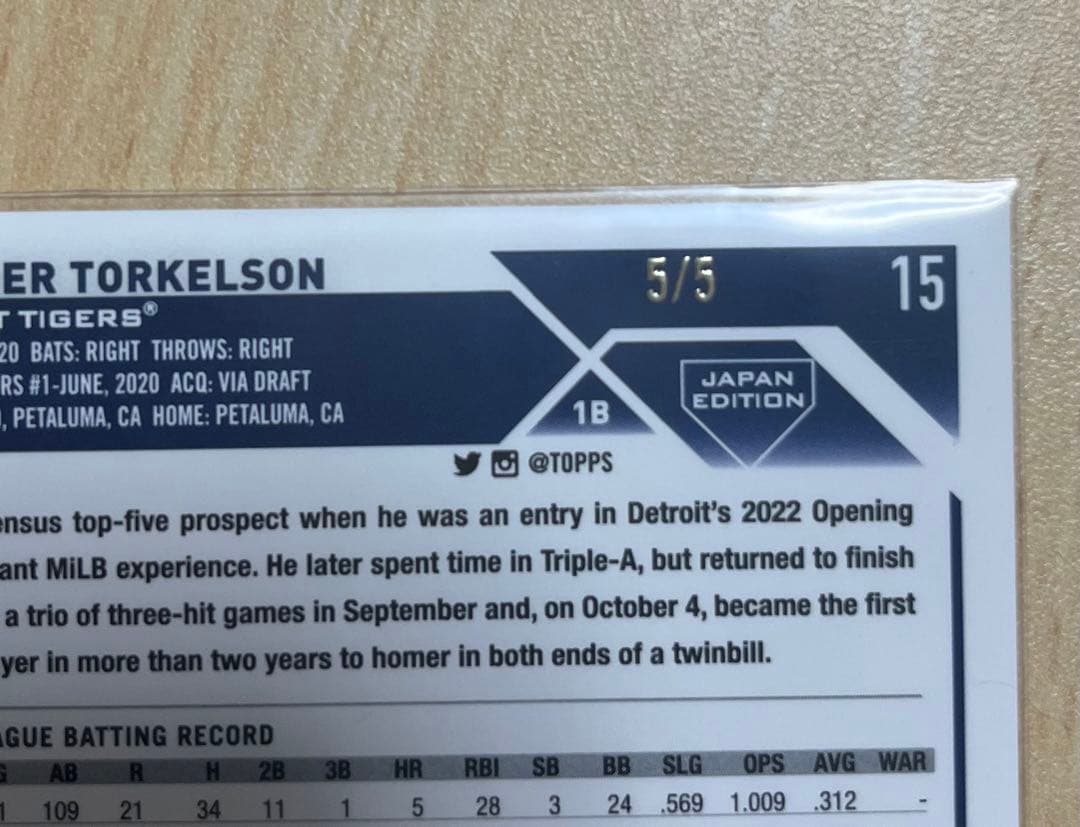 ER TORKELSON
5/5
15
T TIGERS®
20 BATS: RIGHT THROWS: RIGHT
RS #1-JUNE, 2020 ACQ: VIA DRAFT
, PETALUMA, CA HOME: PETALUMA, CA
1B
JAPAN
EDITION
@TOPPS
ensus top-five prospect when he was an entry in Detroit's 2022 Opening
ant MiLB experience. He later spent time in Triple-A, but returned to finish
a trio of three-hit games in September and, on October 4, became the first
yer in more than two years to homer in both ends of a twinbill.
AGUE BATTING RECORD
G AB R H 2B 3B HR RBI SB BB SLG OPS AVG WAR
1 109 21 34 11 1 5 28 3 24 .569 1.009 .312 -